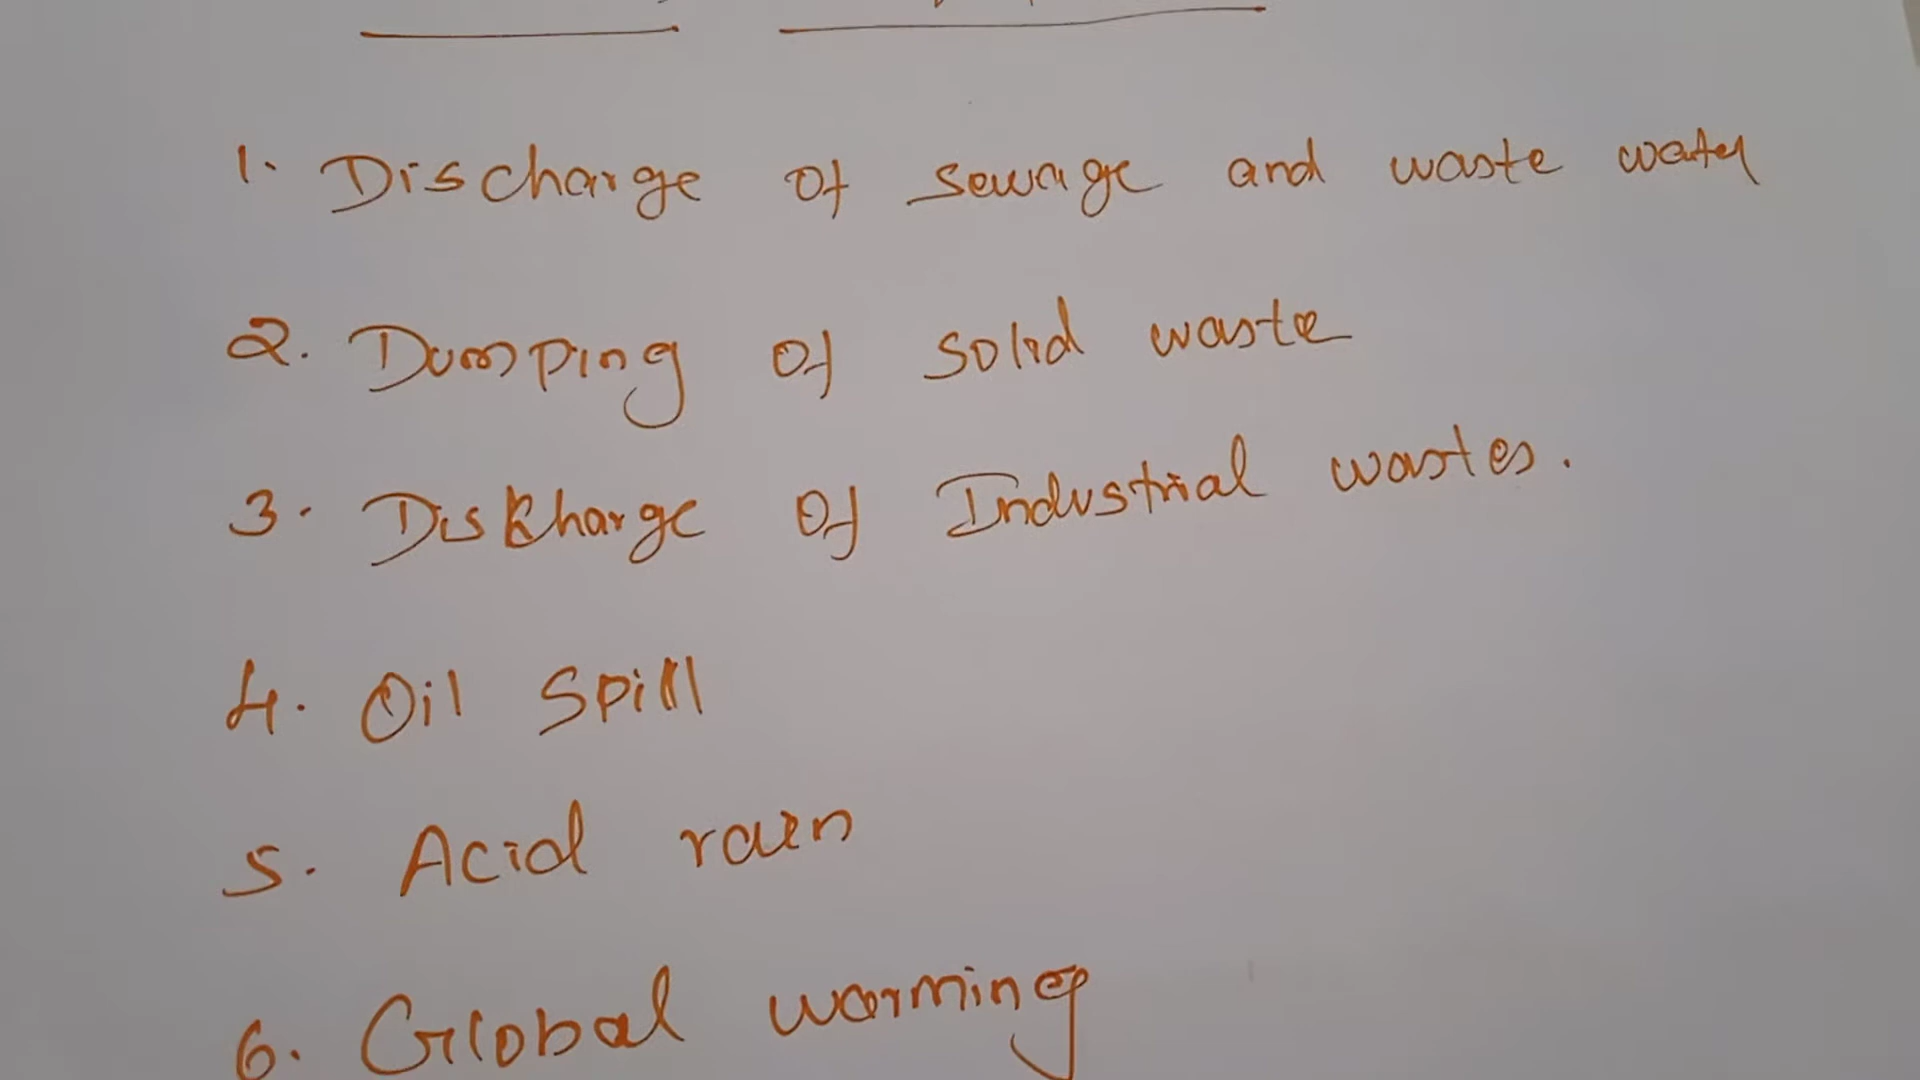 1. Discharge of sewage and waste water
2. Dumping of solid waste
3. Discharge of Industrial wastes.
4. Oil spill
5. Acid rain
6. Global warming